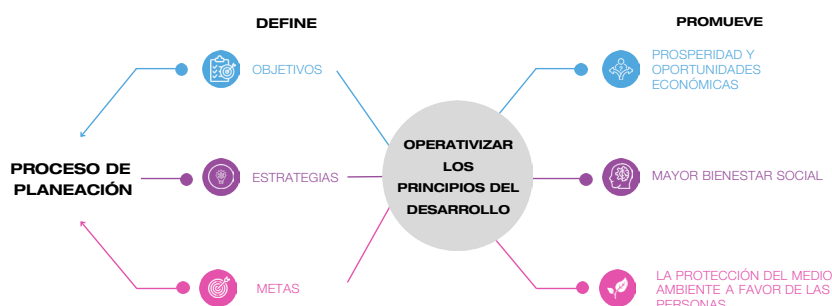 DEFINE
PROMUEVE
OBJETIVOS
PROSPERIDAD Y
OPORTUNIDADES
ECONÓMICAS
PROCESO DE
PLANEACIÓN
ESTRATEGIAS
OPERATIVIZAR
LOS
PRINCIPIOS DEL
DESARROLLO
MAYOR BIENESTAR SOCIAL
METAS
LA PROTECCIÓN DEL MEDIO
AMBIENTE A FAVOR DE LAS
PERSONAS